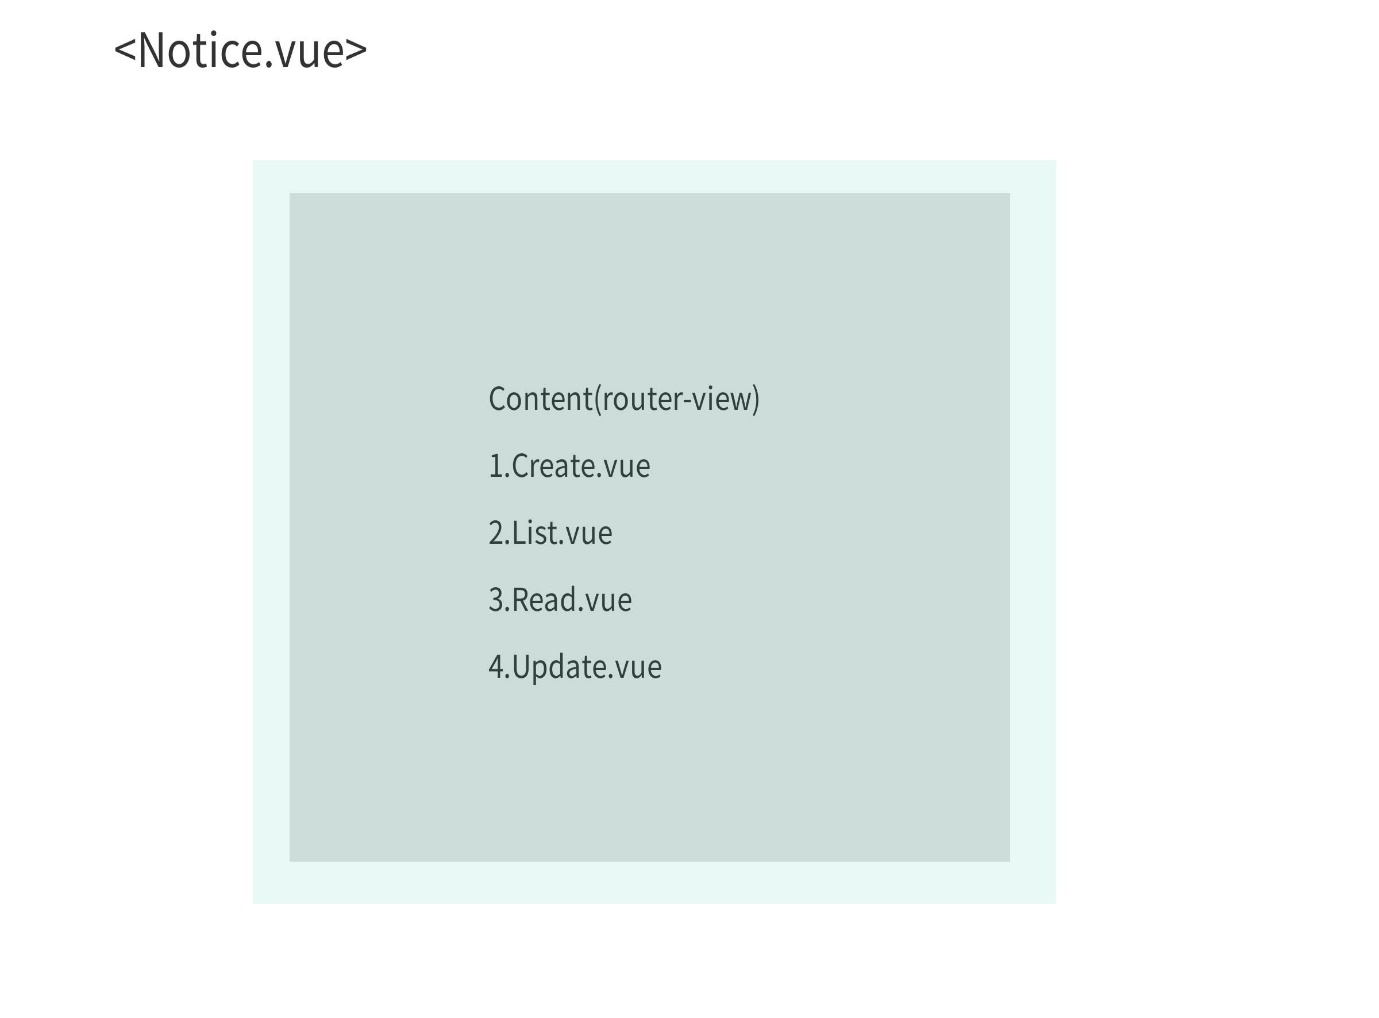 <Notice.vue>
Content(router-view)
1.Create.vue
2.List.vue
3.Read.vue
4.Update.vue